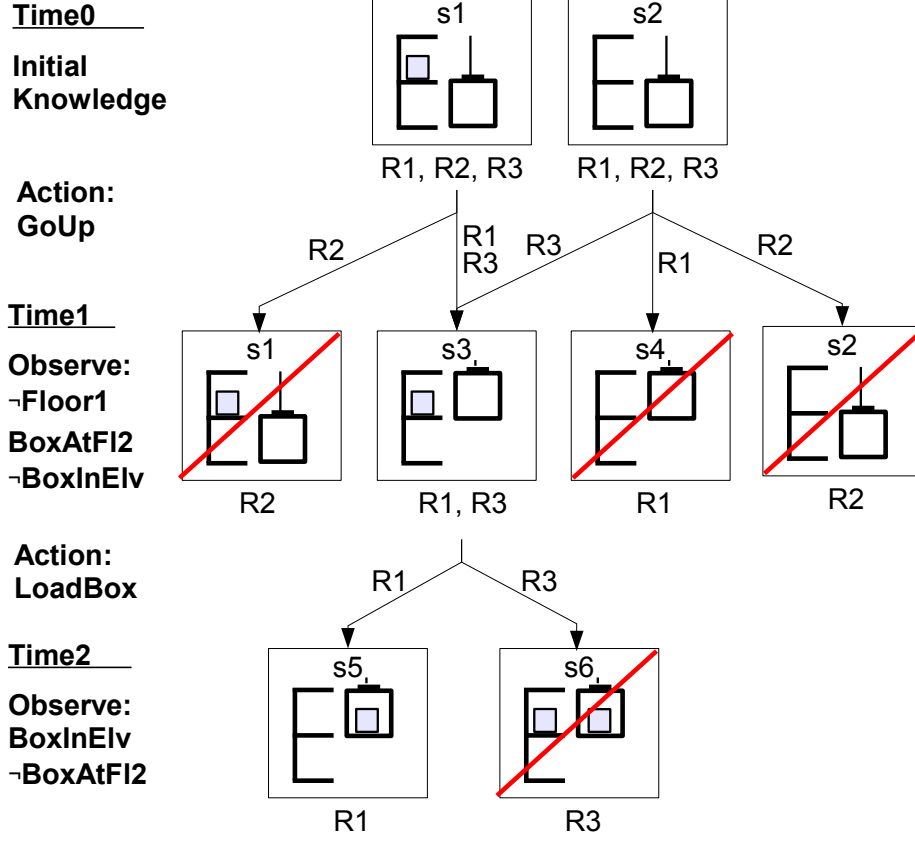 Time0
s1
s2
Initial
Knowledge
R1, R2, R3
R1, R2, R3
Action:
GoUp
R2
R1
R3
R3
R1
R2
Time1
s1
s3
s4
s2
Observe:
¬Floor1
BoxAtFl2
¬BoxInElv
R2
R1, R3
R1
R2
Action:
LoadBox
R1
R3
Time2
s5
s6
Observe:
BoxInElv
¬BoxAtFl2
R1
R3